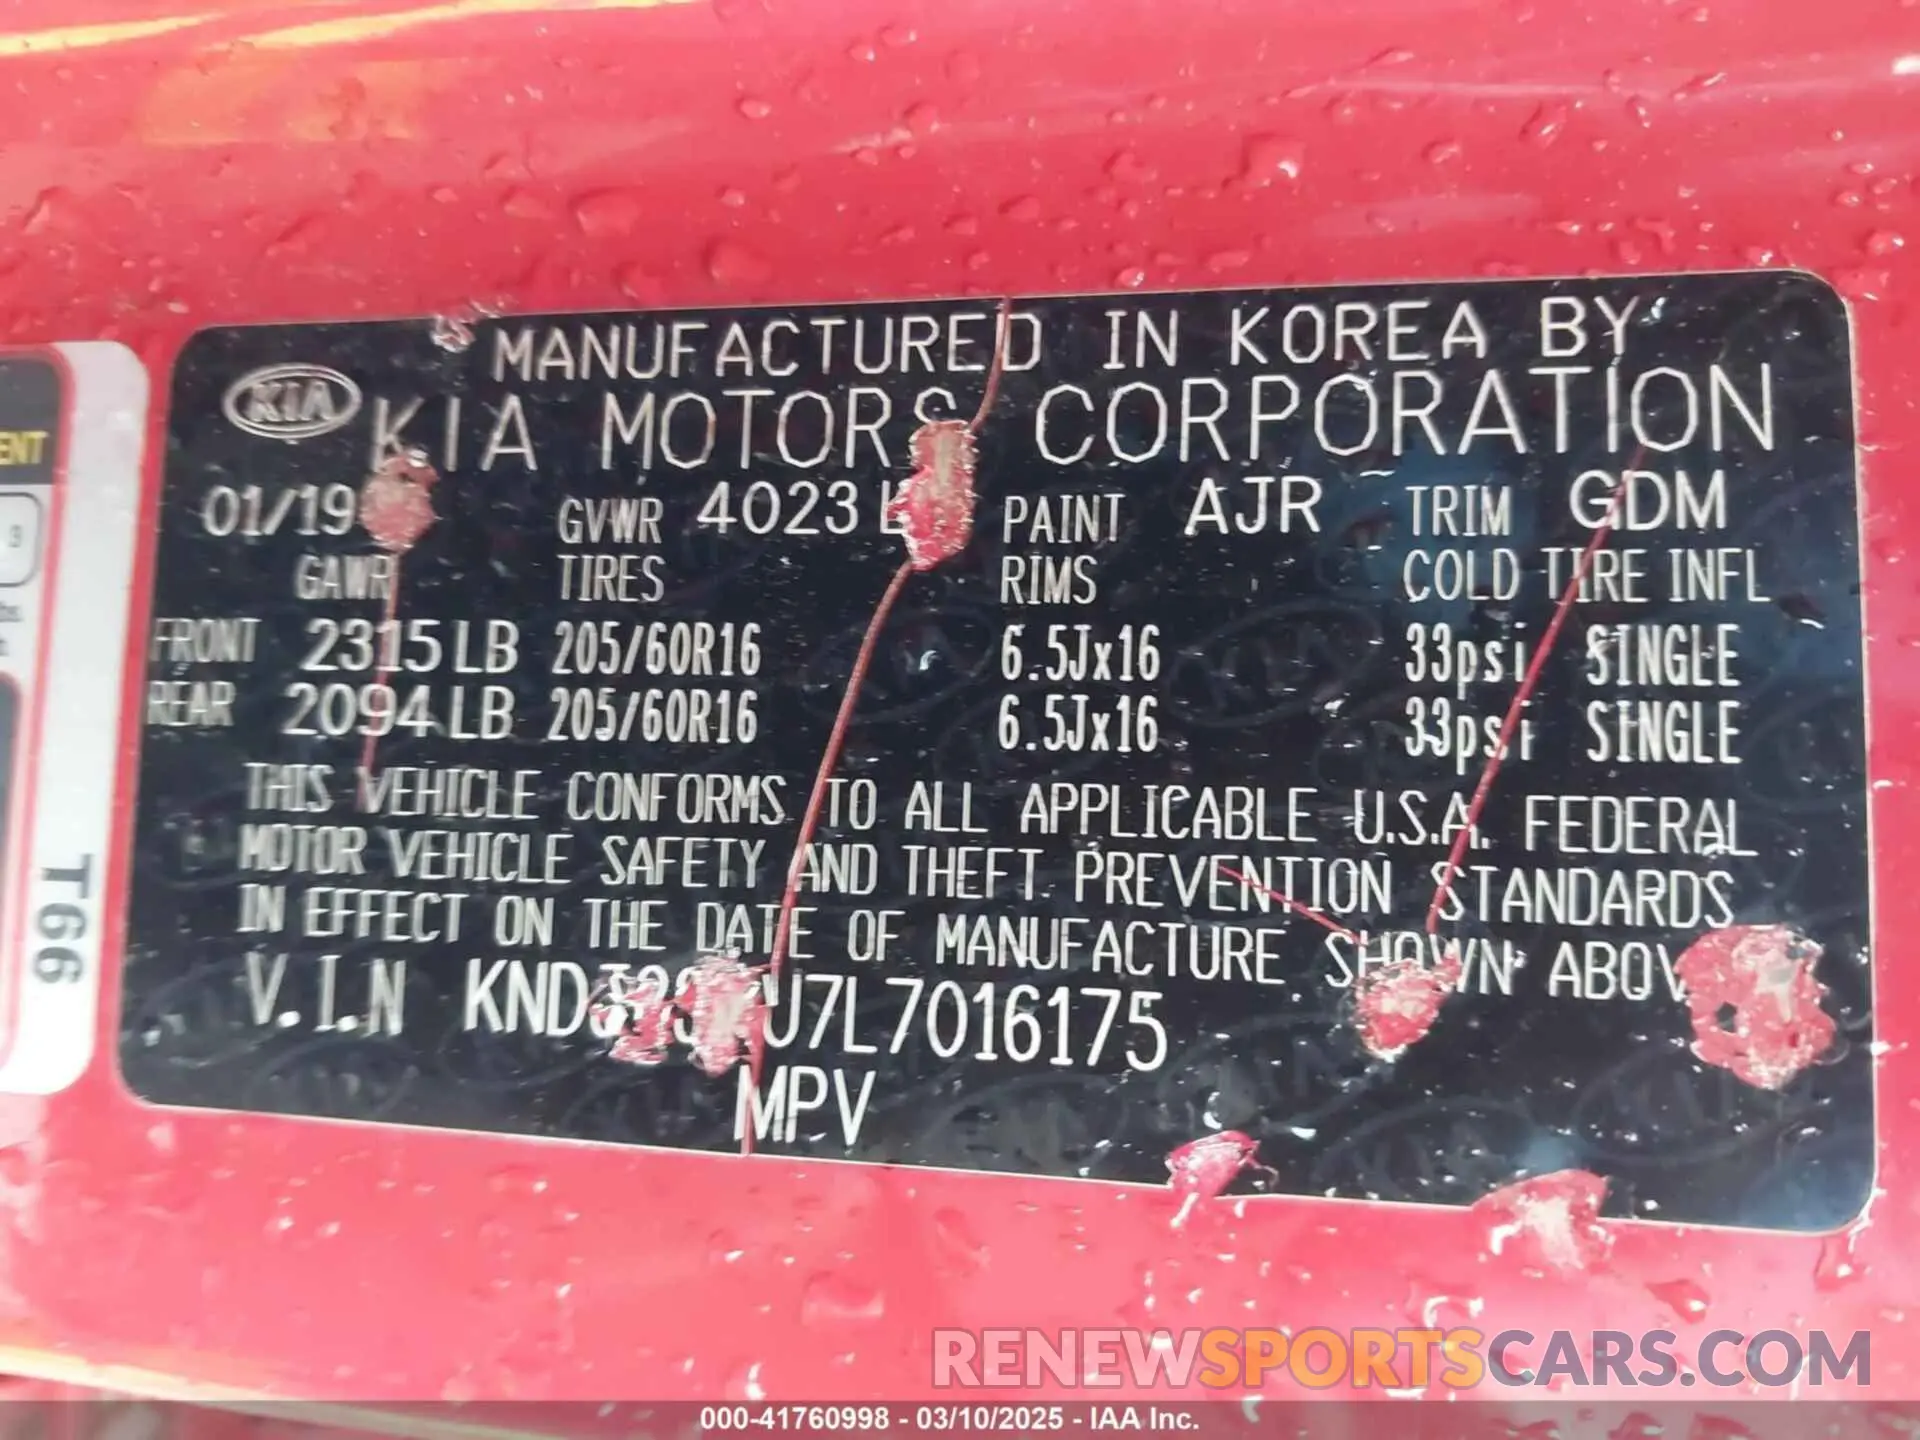 MANUFACTURED IN KOREA BY
KIA KIA MOTORS CORPORATION
01/19 GVWR 4023 PAINT AJR TRIM GDM
GAWR TIRES RIMS COLD TIRE INFL
FRONT 2315 LB 205/60R16 6.5Jx16 33psi SINGLE
REAR 2094 LB 205/60R16 6.5Jx16 33psi SINGLE
THIS VEHICLE CONFORMS TO ALL APPLICABLE U.S.A. FEDERAL
MOTOR VEHICLE SAFETY AND THEFT PREVENTION STANDARDS
IN EFFECT ON THE DATE OF MANUFACTURE SHOWN ABOV
V.I.N
MPV
T66
RENEWSPORTSCARS.COM
000-41760998 - 03/10/2025 - IAA Inc.